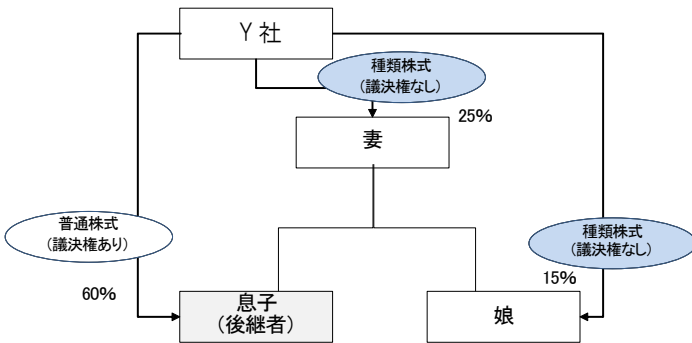 Ｙ社
種類株式
（議決権なし）
25%
妻
普通株式
（議決権あり）
種類株式
（議決権なし）
60%
15%
息子
（後継者）
娘